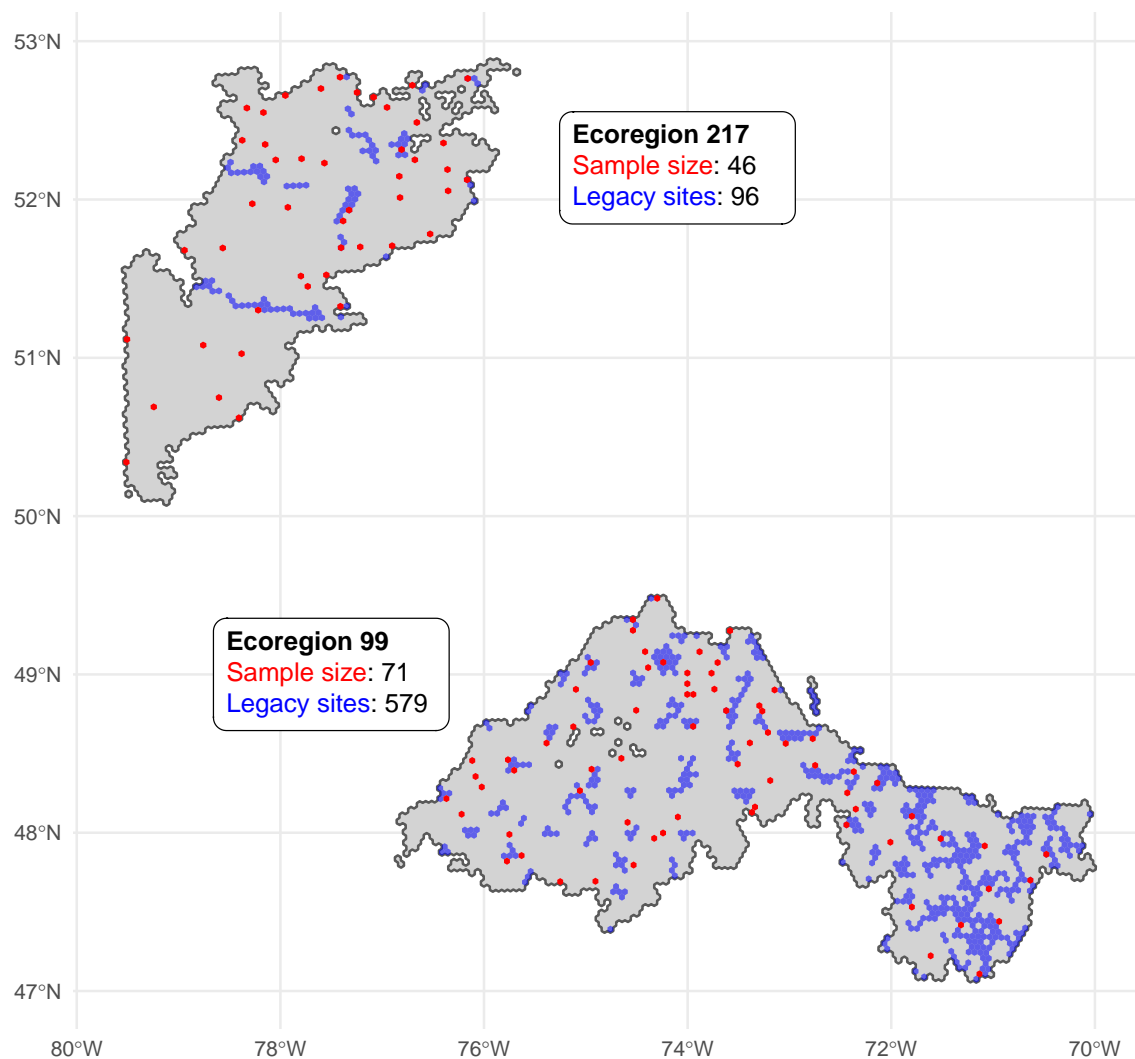 53°N
52°N
51°N
50°N
49°N
48°N
47°N
Ecoregion 217
Sample size: 46
Legacy sites: 96
Ecoregion 99
Sample size: 71
Legacy sites: 579
80°W
78°W
76°W
74°W
72°W
70°W